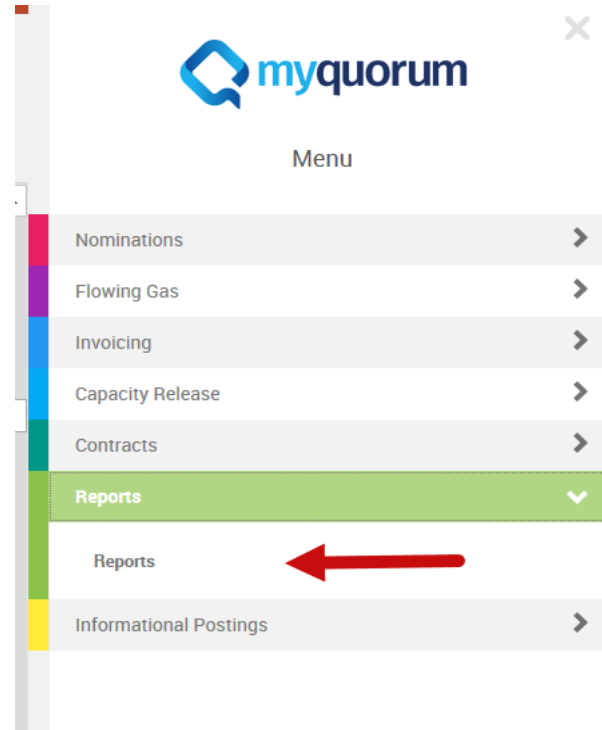 myquorum
Menu
Nominations
Flowing Gas
Invoicing
Capacity Release
Contracts
Reports
Reports
Informational Postings